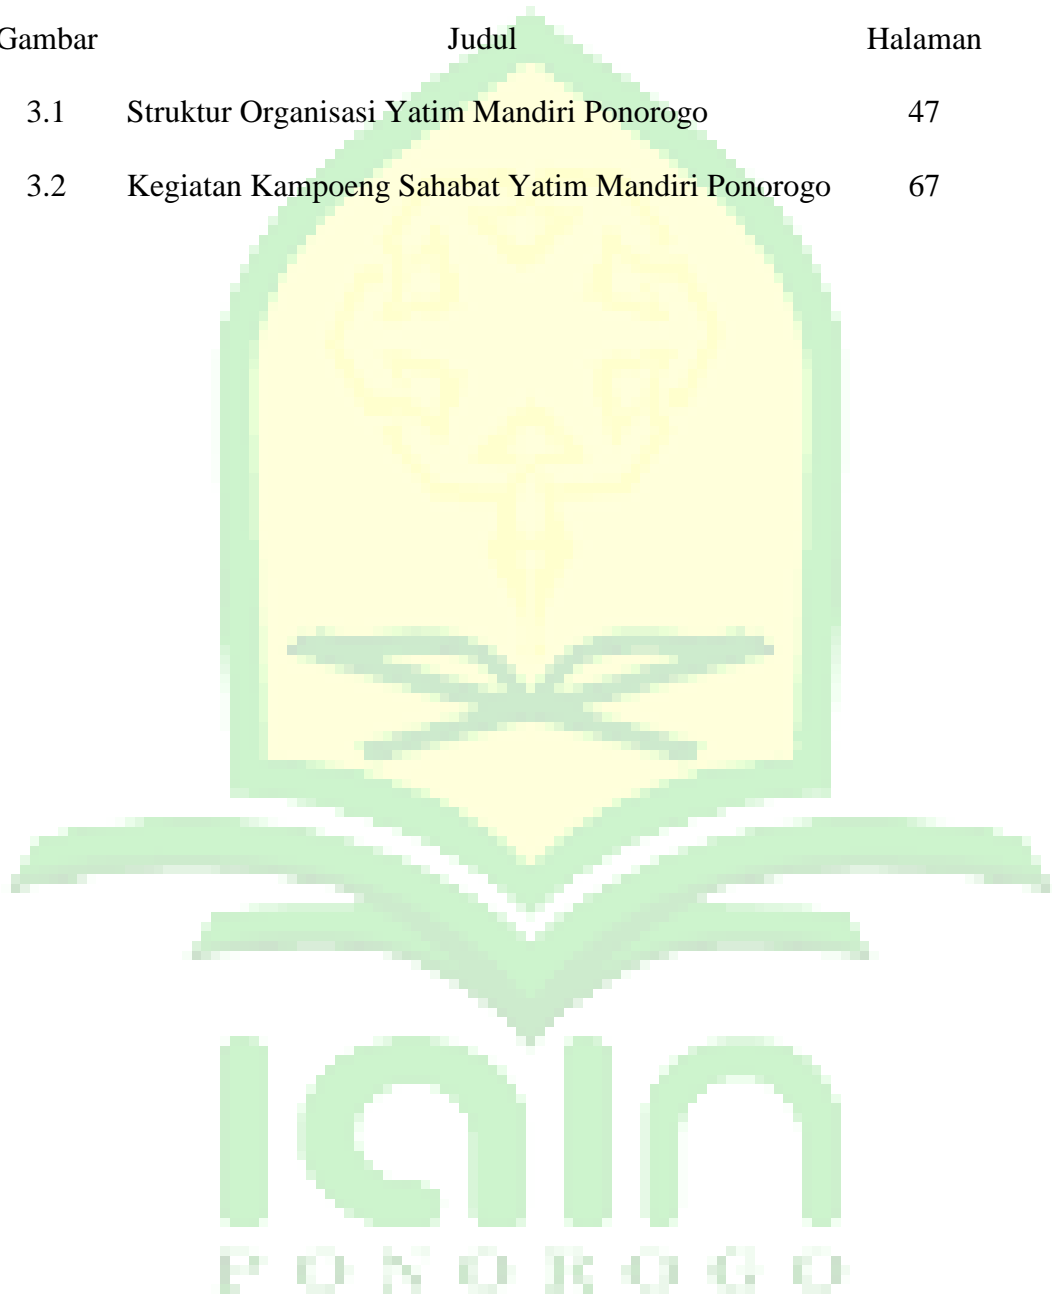 Gambar Judul Halaman
3.1 Struktur Organisasi Yatim Mandiri Ponorogo 47
3.2 Kegiatan Kampoeng Sahabat Yatim Mandiri Ponorogo 67
iain
PONOROGO